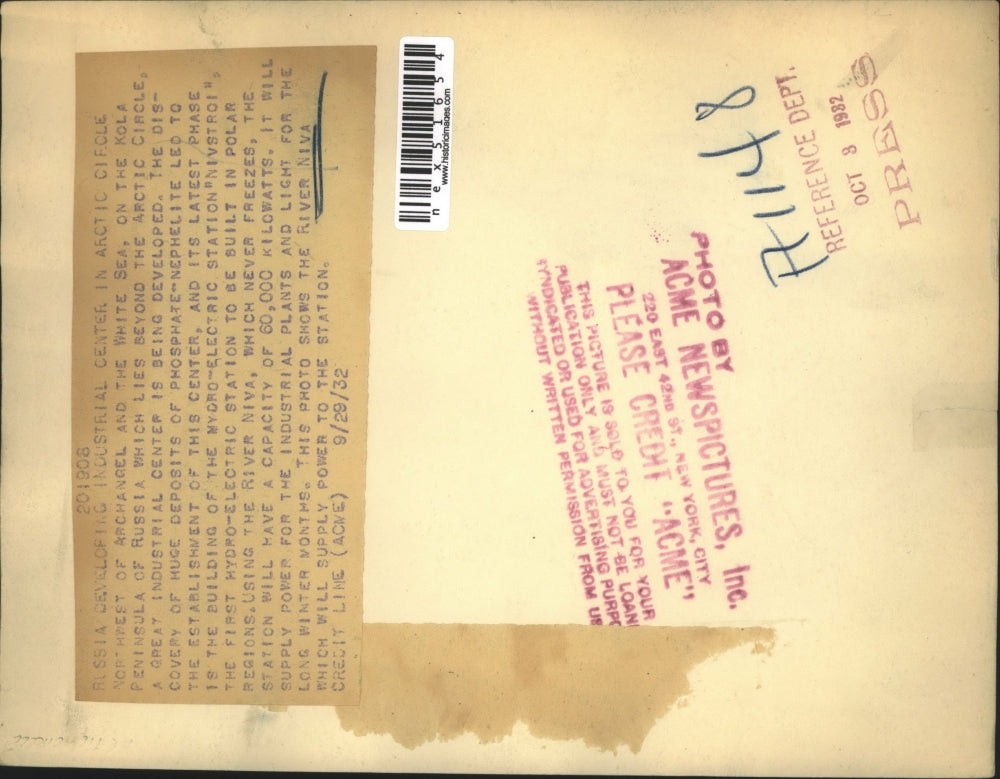 201908
RUSSIA DEVELOPING INDUSTRIAL CENTER IN ARCTIC CIRCLE
NORTHWEST OF ARCHANGEL AND THE WHITE SEA, ON THE KOLA
PENINSULA OF RUSSIA WHICH LIES BEYOND THE ARCTIC CIRCLE,
A GREAT INDUSTRIAL CENTER IS BEING DEVELOPED. THE DIS-
COVERY OF HUGE DEPOSITS OF PHOSPHATE-NEPHELITE LED TO
THE ESTABLISHMENT OF THIS CENTER, AND ITS LATEST PHASE
IS THE BUILDING OF THE HYDRO-ELECTRIC STATION "NIVSTROI",
THE FIRST HYDRO-ELECTRIC STATION TO BE BUILT IN POLAR
REGIONS. USING THE RIVER NIVA, WHICH NEVER FREEZES, THE
STATION WILL HAVE A CAPACITY OF 60,000 KILOWATTS. IT WILL
SUPPLY POWER FOR THE INDUSTRIAL PLANTS AND LIGHT FOR THE
LONG WINTER MONTHS. THIS PHOTO SHOWS THE RIVER NIVA
WHICH WILL SUPPLY POWER TO THE STATION.
CREDIT LINE (ACME) 9/29/32
nex51654
www.historicimages.com
PHOTO BY
ACME NEWSPICTURES, Inc.
220 EAST 42ND ST., NEW YORK, CITY
PLEASE CREDIT "ACME",
THIS PICTURE IS SOLD TO YOU FOR YOUR
PUBLICATION ONLY AND MUST NOT BE LOAN
SYNDICATED OR USED FOR ADVERTISING PURPO
WITHOUT WRITTEN PERMISSION FROM US
A1148
REFERENCE DEPT.
OCT 3 1932
PRESS